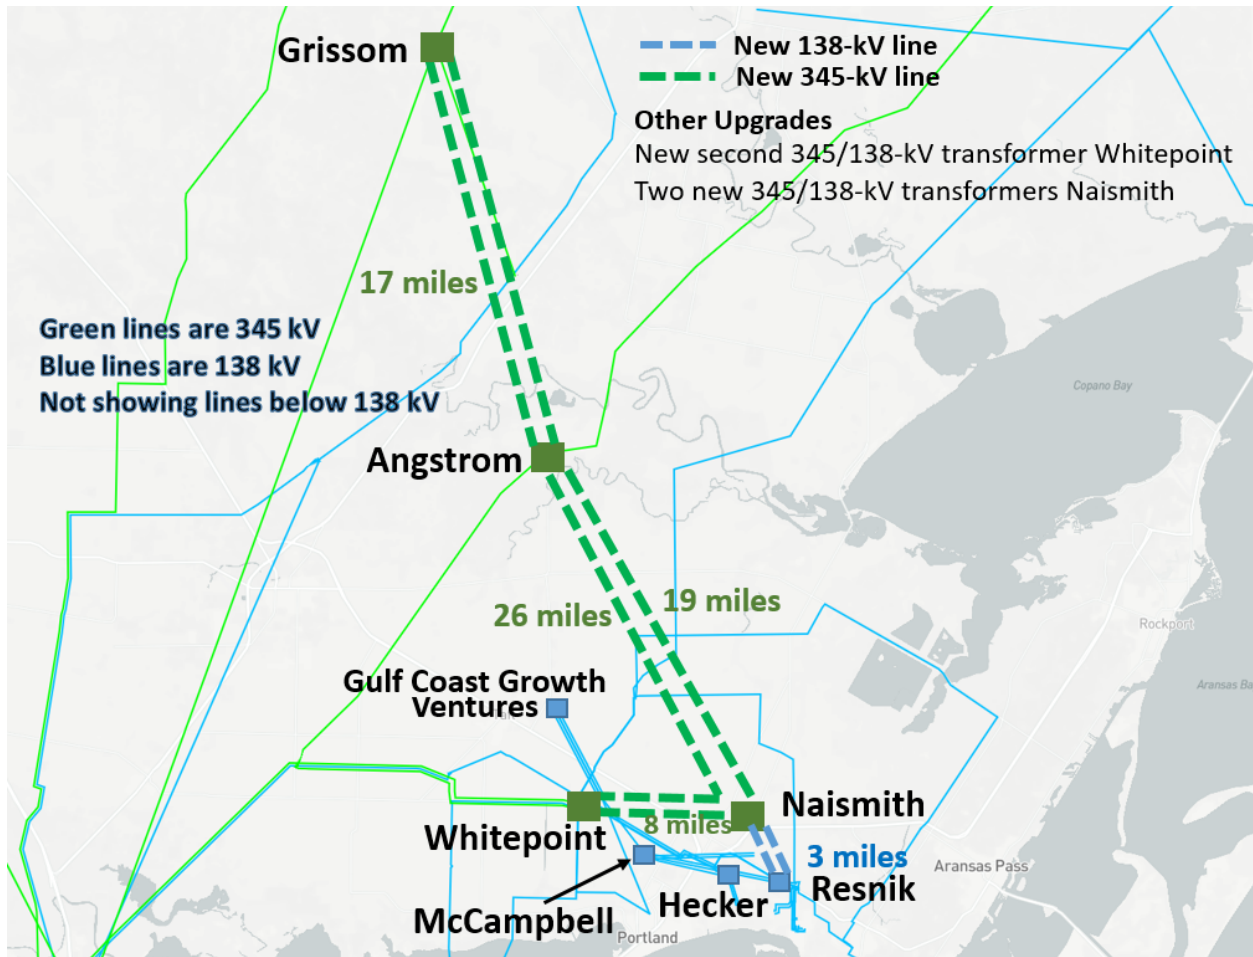 Grissom
New 138-kV line
New 345-kV line
Other Upgrades
New second 345/138-kV transformer Whitepoint
Two new 345/138-kV transformers Naismith
17 miles
Green lines are 345 kV
Blue lines are 138 kV
Not showing lines below 138 kV
Copano Bay
Angstrom
26 miles
19 miles
Rockport
Gulf Coast Growth
Ventures
Aransas Ba
Naismith
Whitepoint
8 miles
3 miles
Aransas Pass
Resnik
Hecker
McCampbell
Portland